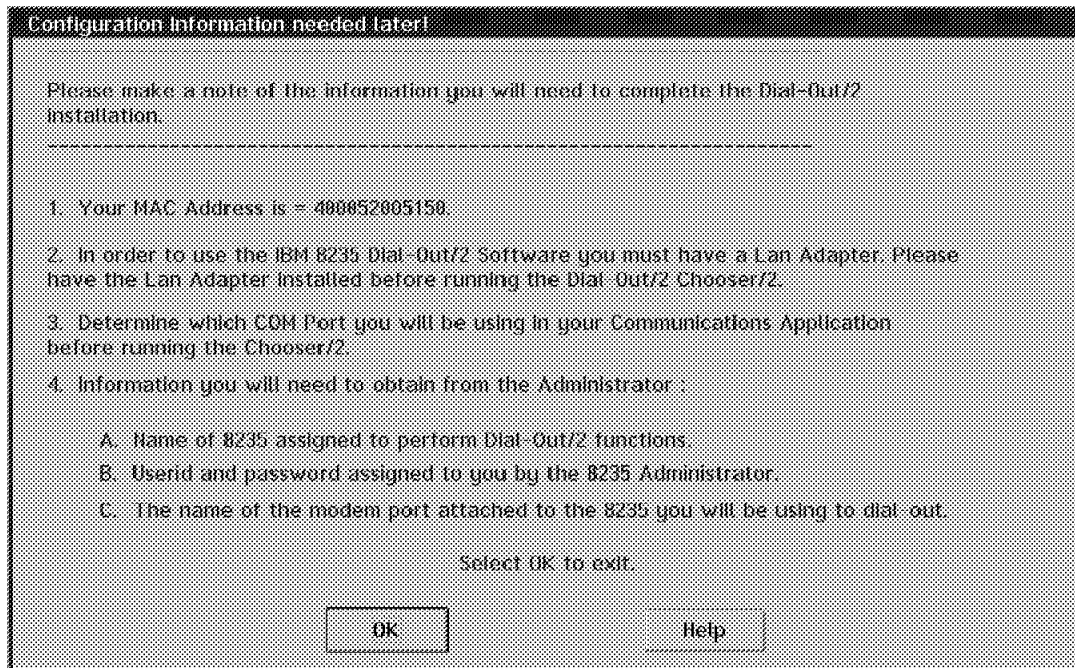 Configuration Information needed later!
Please make a note of the information you will need to complete the Dial-Out/2
installation.
----------------------------------------------------------------------
1. Your MAC Address is = 400052005150.
2. In order to use the IBM 8235 Dial-Out/2 Software you must have a Lan Adapter. Please
have the Lan Adapter installed before running the Dial-Out/2 Chooser/2.
3. Determine which COM Port you will be using in your Communications Application
before running the Chooser/2.
4. Information you will need to obtain from the Administrator :
A. Name of 8235 assigned to perform Dial-Out/2 functions.
B. Userid and password assigned to you by the 8235 Administrator.
C. The name of the modem port attached to the 8235 you will be using to dial-out.
Select OK to exit.
OK Help